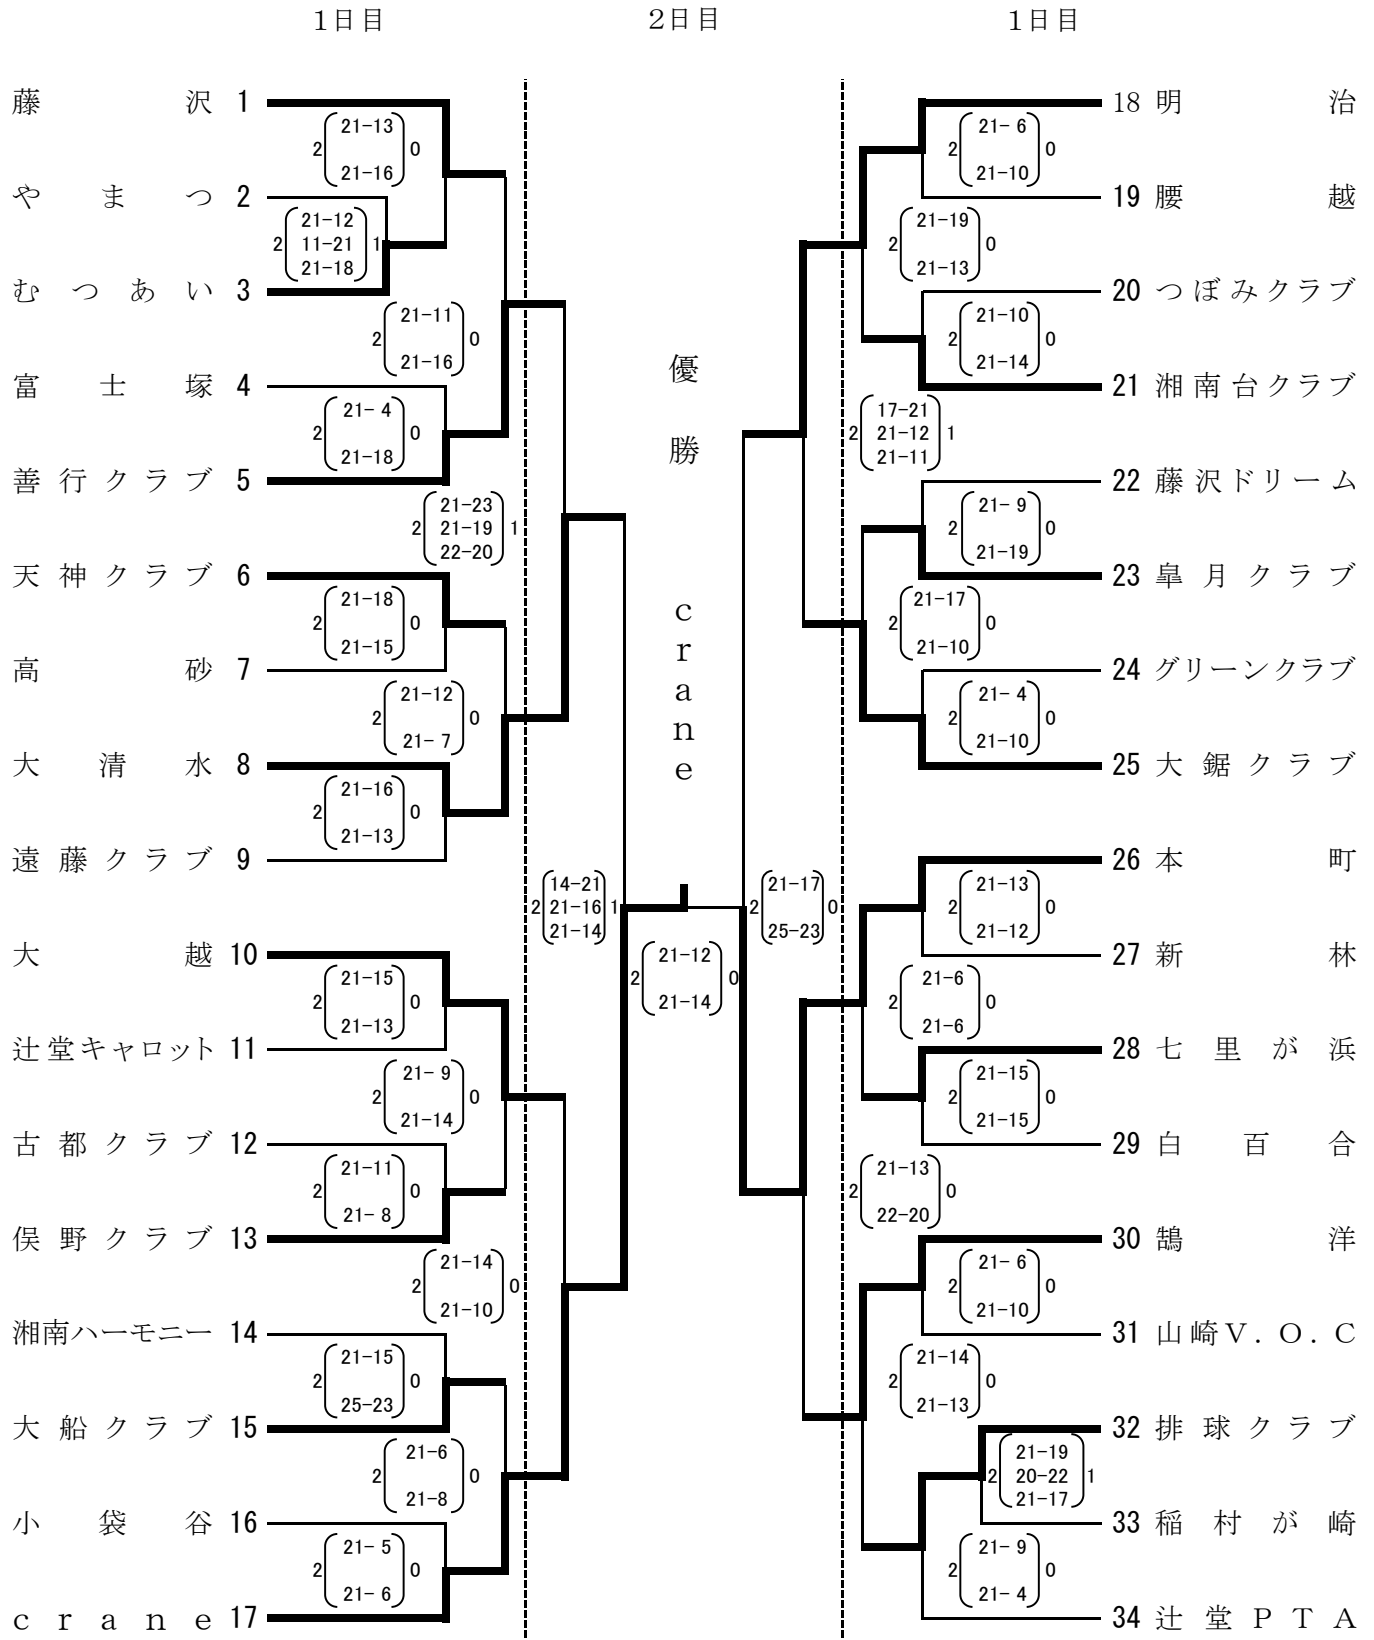 1日目
2日目
1日目
藤沢 1
2 21-13 0
21-16
やまつ 2
21-12
2 11-21 1
21-18
むつあい 3
21-11
2 0
21-16
富士塚 4
21- 4
2 0
21-18
善行クラブ 5
21-23
2 21-19 1
22-20
天神クラブ 6
21-18
2 0
21-15
高砂 7
21-12
2 0
21- 7
大清水 8
21-16
2 0
21-13
遠藤クラブ 9
14-21
2 21-16 1
21-14
大越 10
21-15
2 0
21-13
辻堂キャロット 11
21- 9
2 0
21-14
古都クラブ 12
21-11
2 0
21- 8
俣野クラブ 13
21-14
2 0
21-10
湘南ハーモニー 14
21-15
2 0
25-23
大船クラブ 15
21-6
2 0
21-8
小袋谷 16
21- 5
2 0
21- 6
crane 17
優勝
crane
21-12
2 0
21-14
18 明治
21- 6
2 0
21-10
19 腰越
21-19
2 0
21-13
20 つぼみクラブ
21-10
2 0
21-14
21 湘南台クラブ
17-21
2 21-12 1
21-11
22 藤沢ドリーム
21- 9
2 0
21-19
23 皐月クラブ
21-17
2 0
21-10
24 グリーンクラブ
21- 4
2 0
21-10
25 大鋸クラブ
21-17
2 0
25-23
26 本町
21-13
2 0
21-12
27 新林
21-6
2 0
21-6
28 七里が浜
21-15
2 0
21-15
29 白百合
21-13
2 0
22-20
30 鵠洋
21- 6
2 0
21-10
31 山崎V.O.C
21-14
2 0
21-13
32 排球クラブ
21-19
2 20-22 1
21-17
33 稲村が崎
21- 9
2 0
21- 4
34 辻堂PTA